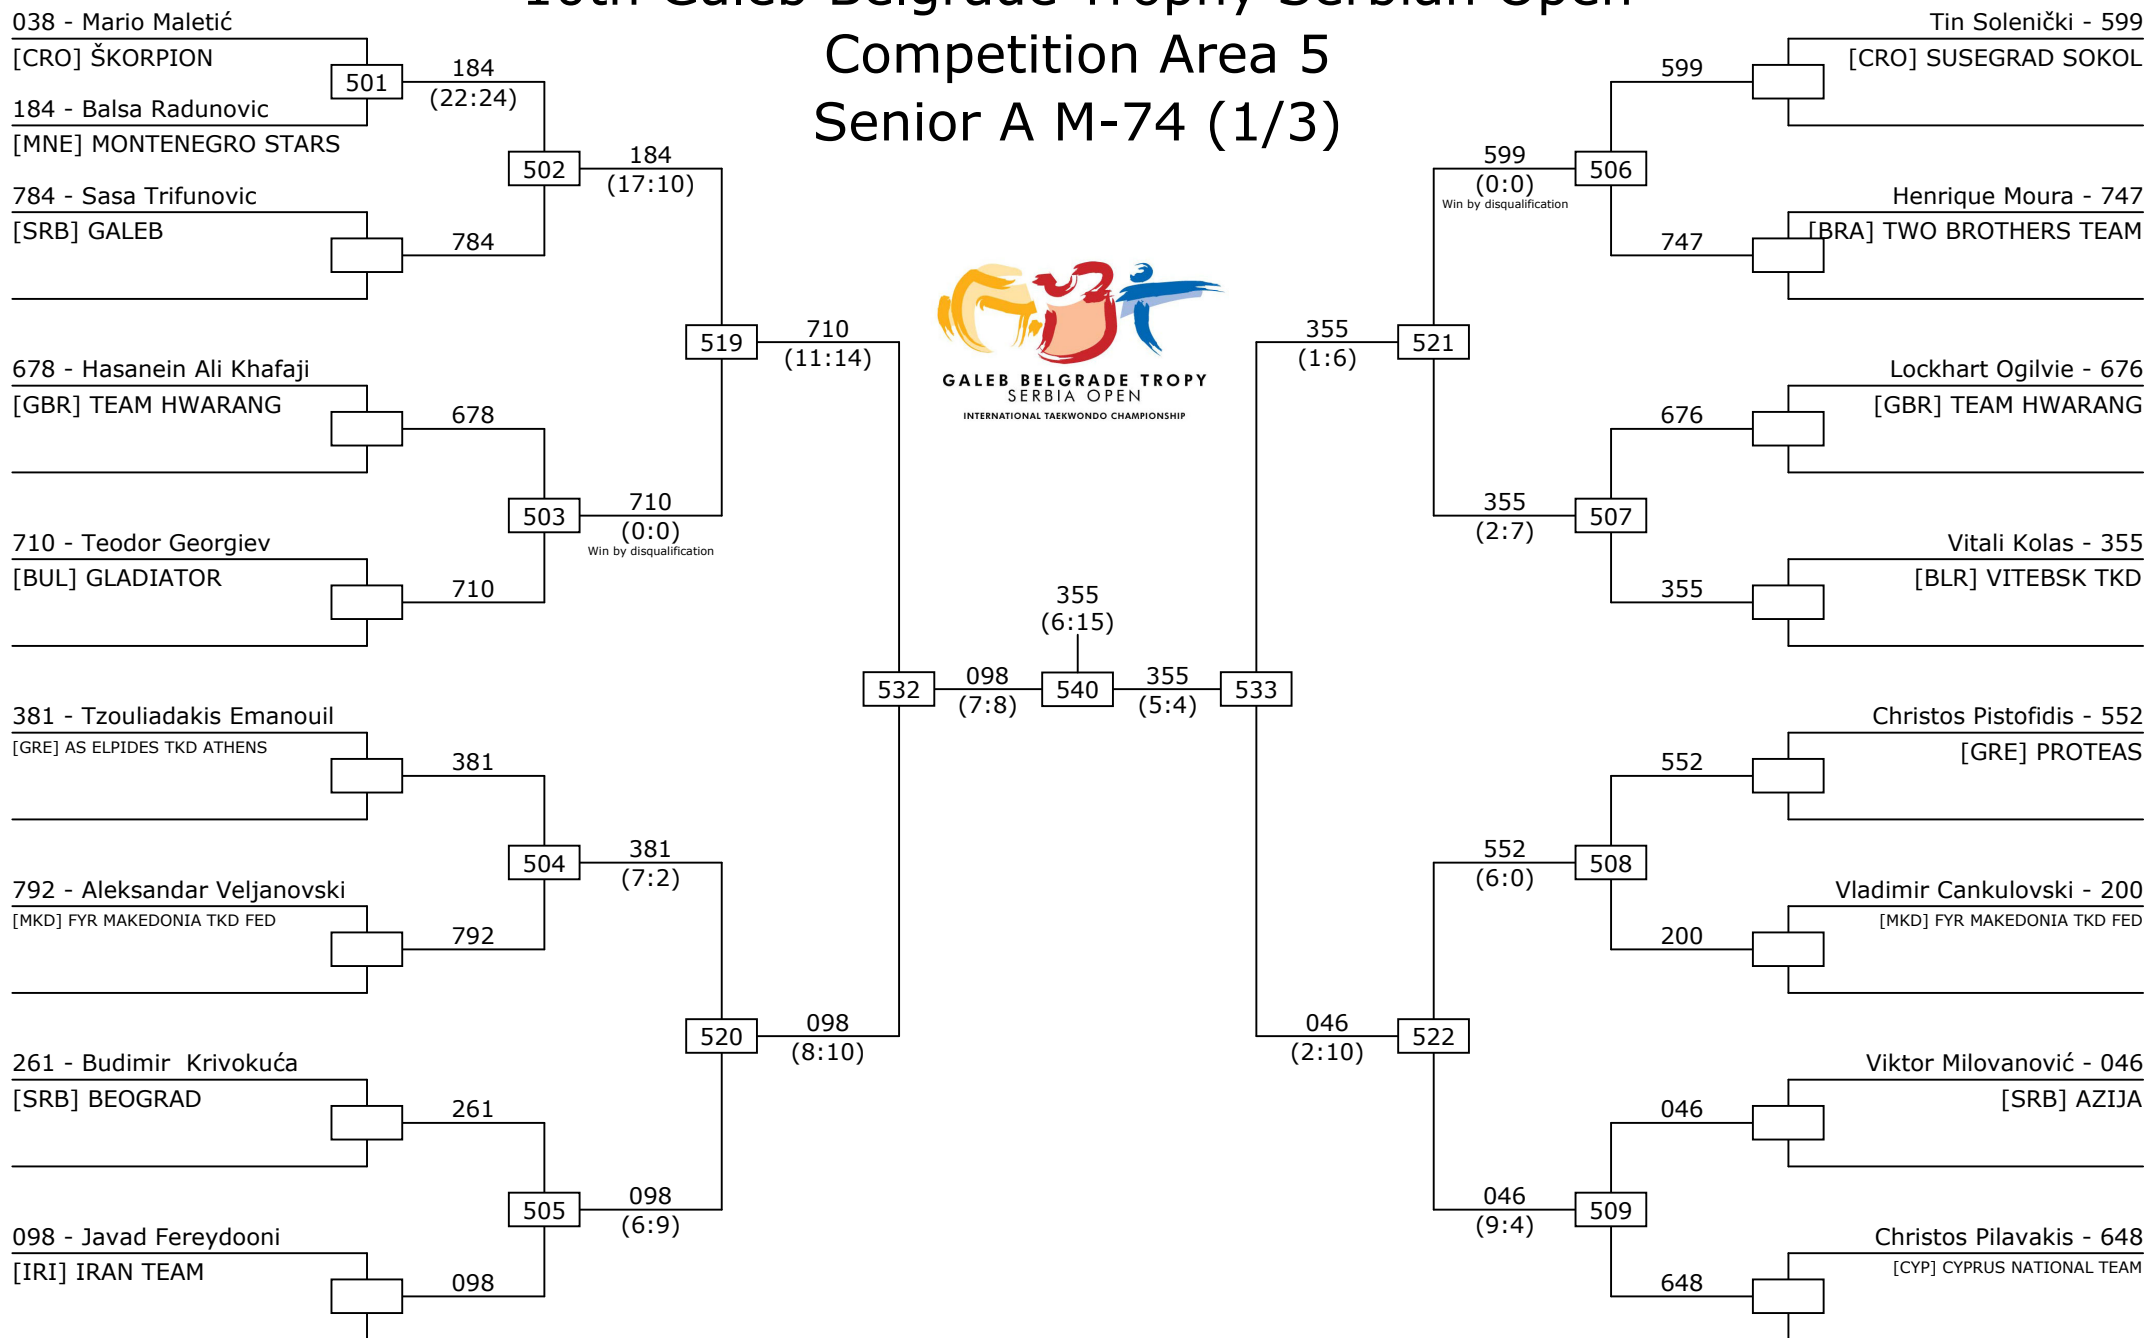 16th Galeb Belgrade Trophy Serbian Open
Competition Area 5
Senior A M-74 (1/3)
038 - Mario Maletić
[CRO] ŠKORPION
501
184
(22:24)
184 - Balsa Radunovic
[MNE] MONTENEGRO STARS
502
184
(17:10)
784 - Sasa Trifunovic
[SRB] GALEB
784
519
710
(11:14)
678 - Hasanein Ali Khafaji
[GBR] TEAM HWARANG
678
503
710
(0:0)
Win by disqualification
710 - Teodor Georgiev
[BUL] GLADIATOR
710
532
098
(7:8)
381 - Tzouliadakis Emanouil
[GRE] AS ELPIDES TKD ATHENS
381
504
381
(7:2)
792 - Aleksandar Veljanovski
[MKD] FYR MAKEDONIA TKD FED
792
520
098
(8:10)
261 - Budimir  Krivokuća
[SRB] BEOGRAD
261
505
098
(6:9)
098 - Javad Fereydooni
[IRI] IRAN TEAM
098
GALEB BELGRADE TROPY
SERBIA OPEN
INTERNATIONAL TAEKWONDO CHAMPIONSHIP
355
(6:15)
540
355
(5:4)
533
Tin Solenički - 599
[CRO] SUSEGRAD SOKOL
599
599
(0:0)
Win by disqualification
506
Henrique Moura - 747
[BRA] TWO BROTHERS TEAM
747
355
(1:6)
521
Lockhart Ogilvie - 676
[GBR] TEAM HWARANG
676
355
(2:7)
507
Vitali Kolas - 355
[BLR] VITEBSK TKD
355
Christos Pistofidis - 552
[GRE] PROTEAS
552
552
(6:0)
508
Vladimir Cankulovski - 200
[MKD] FYR MAKEDONIA TKD FED
200
046
(2:10)
522
Viktor Milovanović - 046
[SRB] AZIJA
046
046
(9:4)
509
Christos Pilavakis - 648
[CYP] CYPRUS NATIONAL TEAM
648